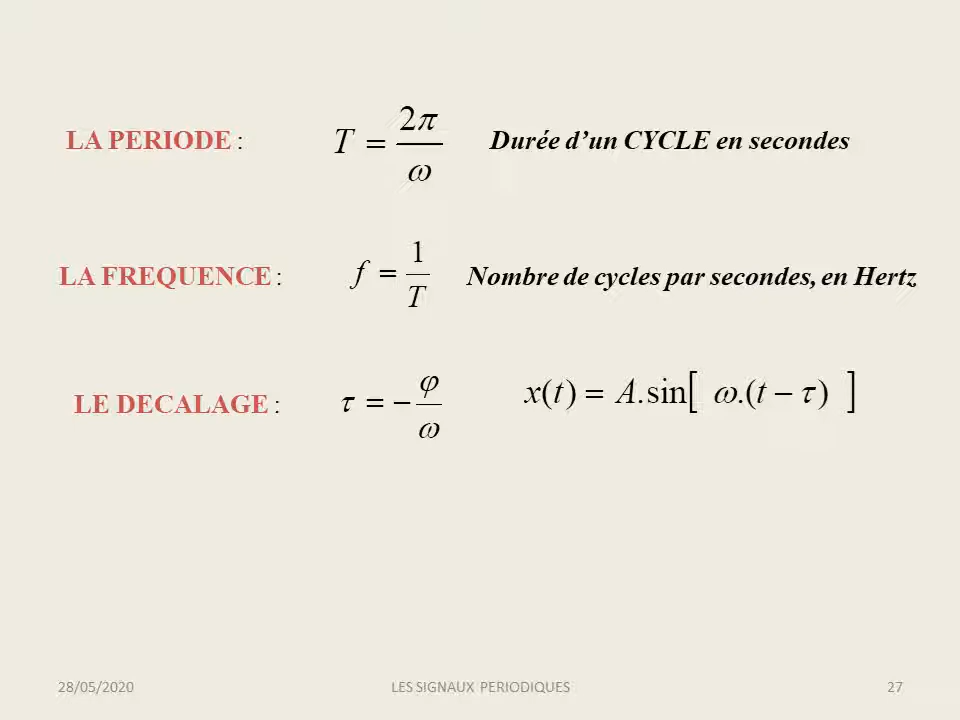 LA PERIODE : T = 2π/ω Durée d’un CYCLE en secondes
LA FREQUENCE : f = 1/T Nombre de cycles par secondes, en Hertz
LE DECALAGE : τ = −φ/ω x(t) = A.sin[ ω.(t − τ) ]
28/05/2020 LES SIGNAUX PERIODIQUES 27